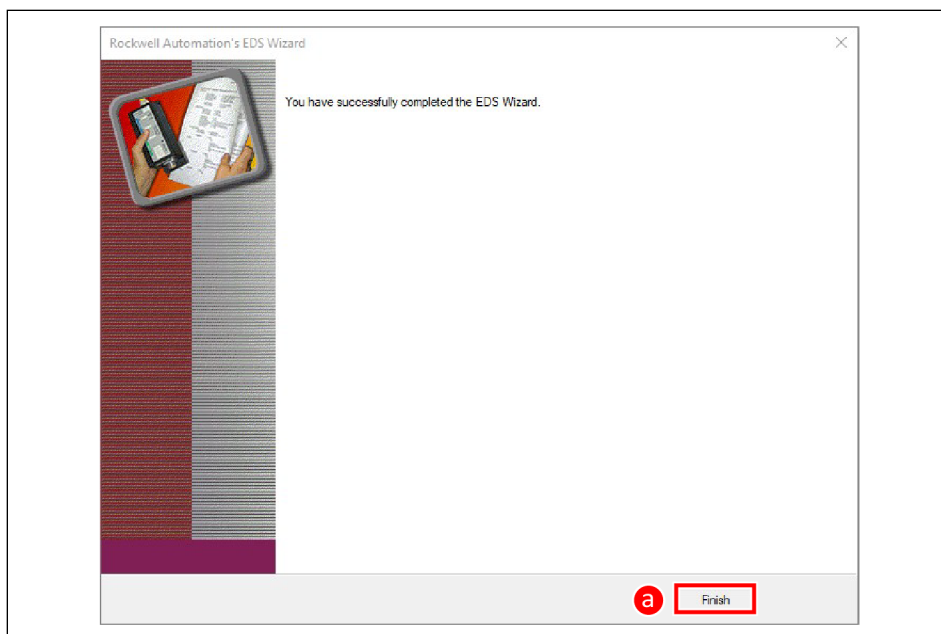 Rockwell Automation's EDS Wizard
You have successfully completed the EDS Wizard.
a
Finish